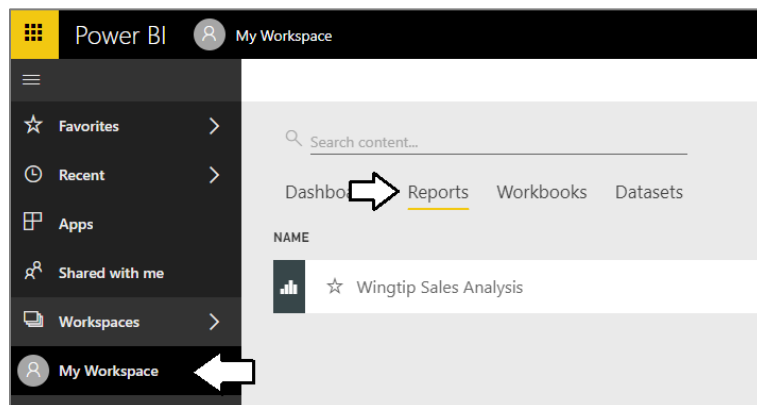 Power BI My Workspace
Favorites
Recent
Apps
Shared with me
Workspaces
My Workspace
Search content...
Reports Workbooks Datasets
NAME
Wingtip Sales Analysis